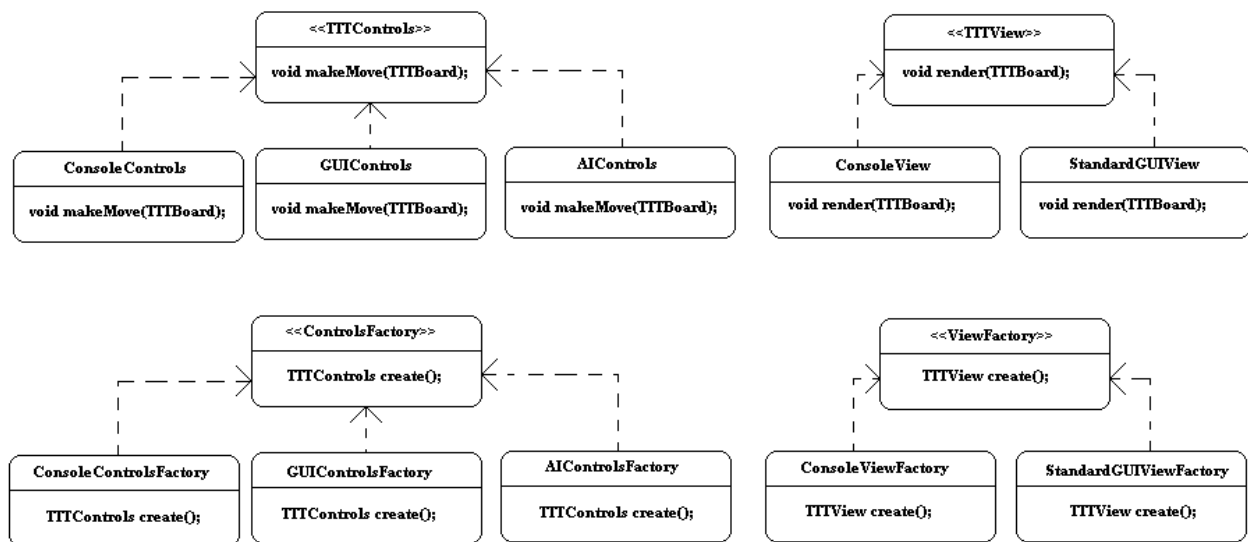 <<TTTControls>>
void makeMove(TTTBoard);
<<TTTView>>
void render(TTTBoard);
ConsoleControls
void makeMove(TTTBoard);
GUIControls
void makeMove(TTTBoard);
AIControls
void makeMove(TTTBoard);
ConsoleView
void render(TTTBoard);
StandardGUIView
void render(TTTBoard);
<<ControlsFactory>>
TTTControls create();
<<ViewFactory>>
TTTView create();
ConsoleControlsFactory
TTTControls create();
GUIControlsFactory
TTTControls create();
AIControlsFactory
TTTControls create();
ConsoleViewFactory
TTTView create();
StandardGUIViewFactory
TTTView create();